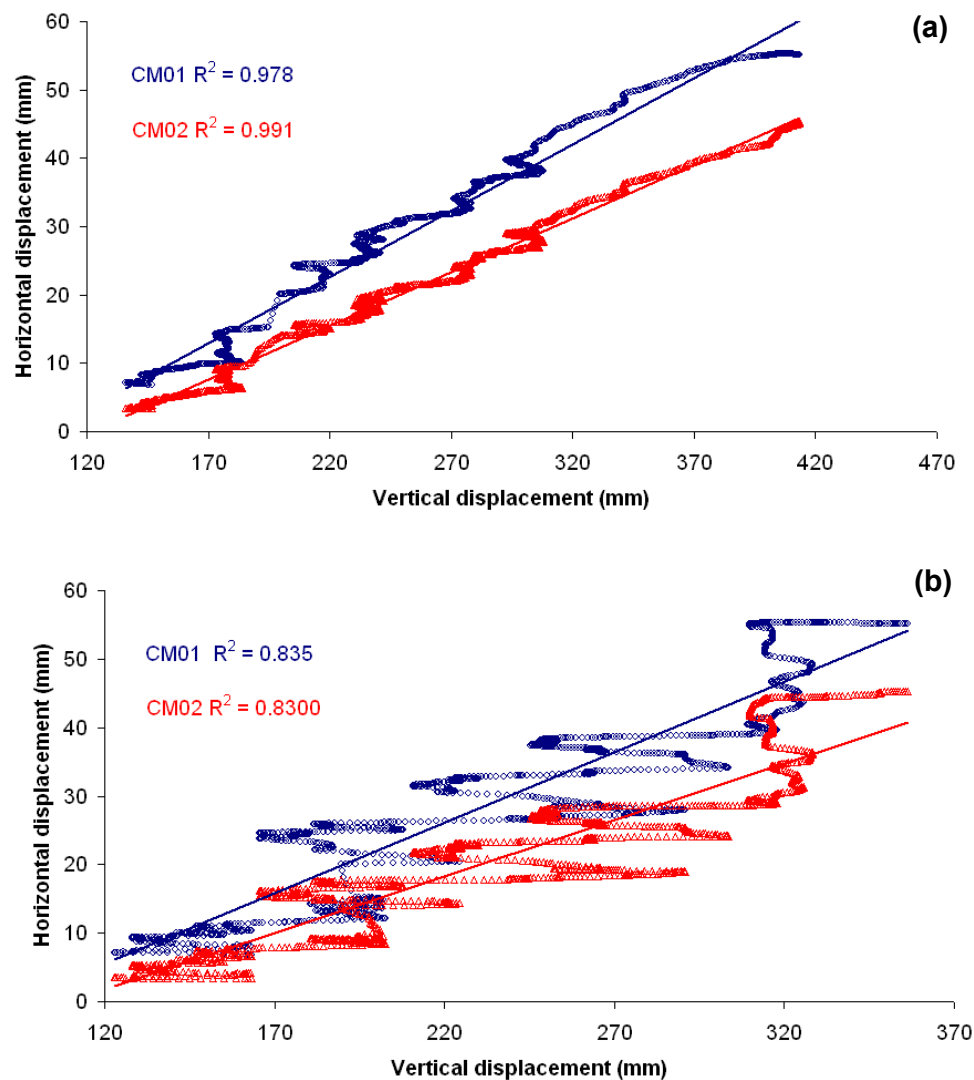 (a)
60
50
40
30
20
10
0
Horizontal displacement (mm)
CM01 R² = 0.978
CM02 R² = 0.991
120 170 220 270 320 370 420 470
Vertical displacement (mm)
(b)
60
50
40
30
20
10
0
Horizontal displacement (mm)
CM01 R² = 0.835
CM02 R² = 0.8300
120 170 220 270 320 370
Vertical displacement (mm)